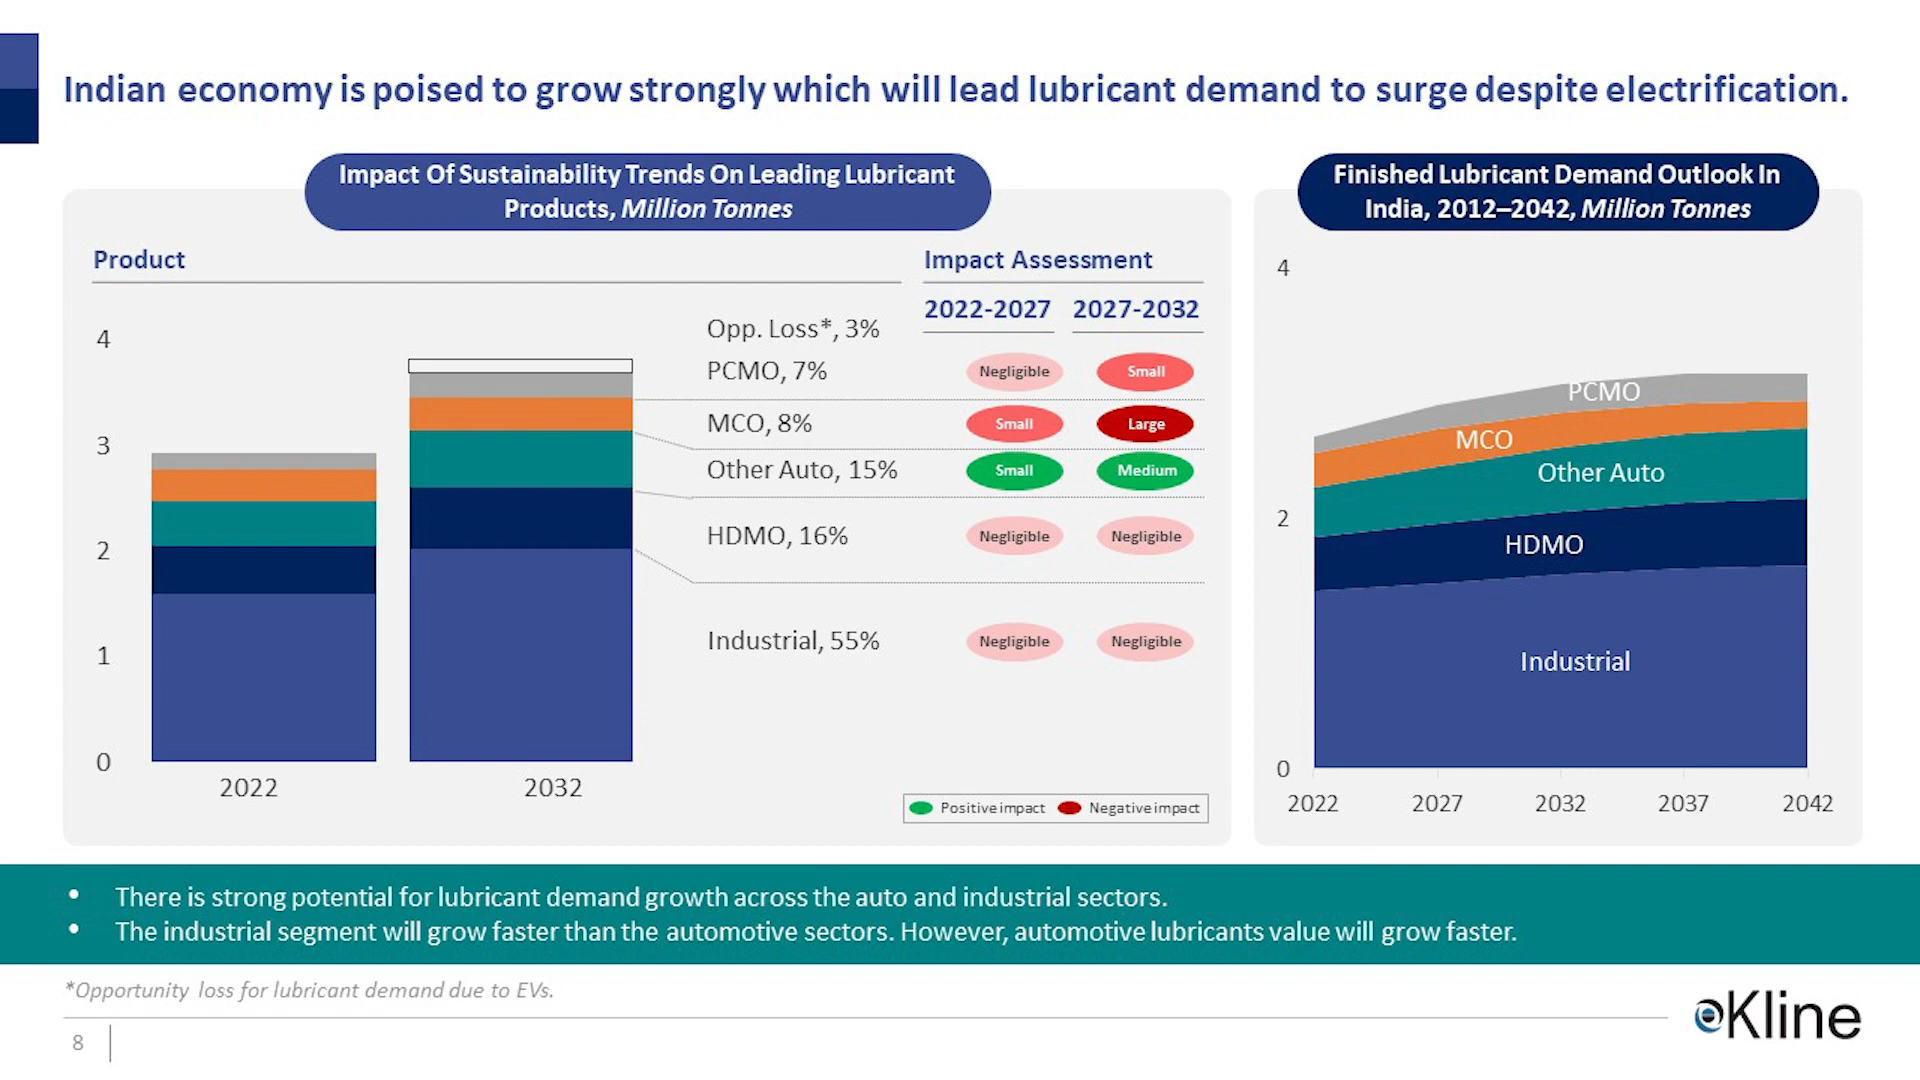 Indian economy is poised to grow strongly which will lead lubricant demand to surge despite electrification.
Impact Of Sustainability Trends On Leading Lubricant
Products, Million Tonnes
Product
Impact Assessment
2022-2027
2027-2032
4
3
2
1
0
2022
2032
Opp. Loss*, 3%
PCMO, 7%
Negligible
Small
MCO, 8%
Small
Large
Other Auto, 15%
Small
Medium
HDMO, 16%
Negligible
Negligible
Industrial, 55%
Negligible
Negligible
Positive impact
Negative impact
Finished Lubricant Demand Outlook In
India, 2012–2042, Million Tonnes
4
2
0
PCMO
MCO
Other Auto
HDMO
Industrial
2022
2027
2032
2037
2042
• There is strong potential for lubricant demand growth across the auto and industrial sectors.
• The industrial segment will grow faster than the automotive sectors. However, automotive lubricants value will grow faster.
*Opportunity loss for lubricant demand due to EVs.
8
Kline